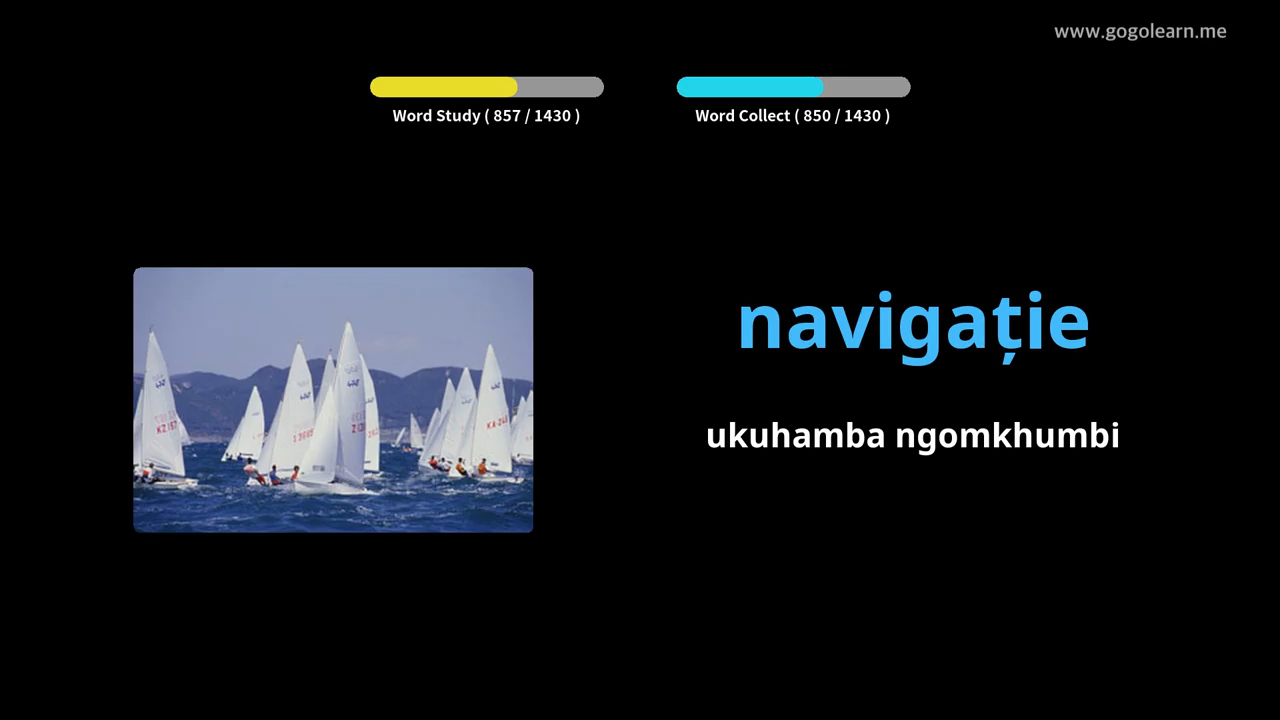 www.gogolearn.me
Word Study ( 857 / 1430 )
Word Collect ( 850 / 1430 )
navigație
ukuhamba ngomkhumbi